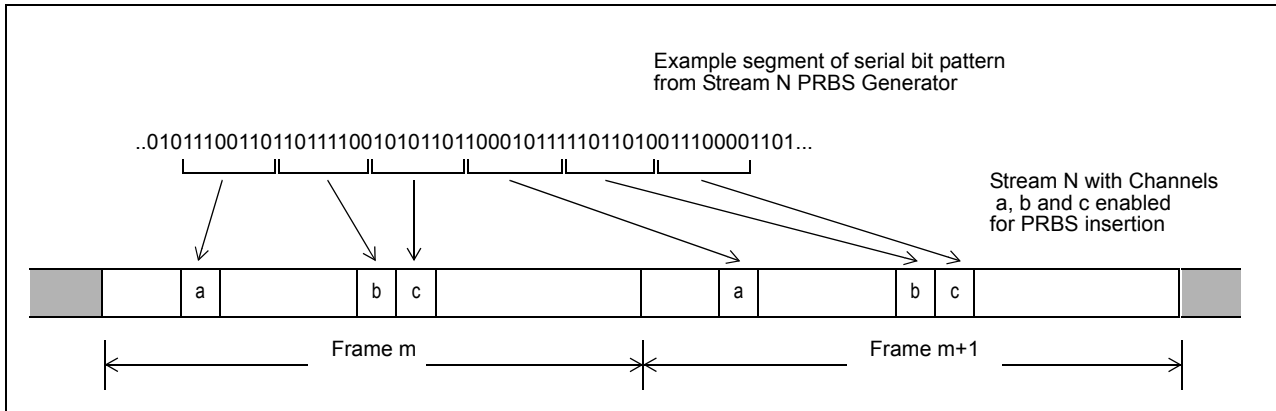 Example segment of serial bit pattern
from Stream N PRBS Generator
..010111001101101111001010110110001011111011010011100001101...
Stream N with Channels
a, b and c enabled
for PRBS insertion
a b c a b c
Frame m Frame m+1